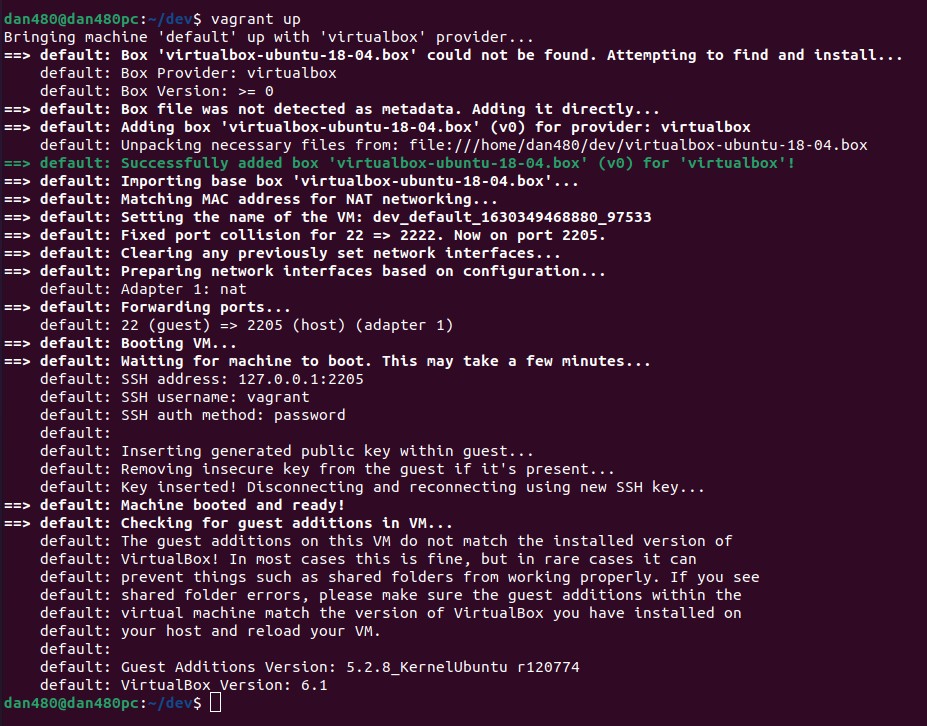 dan480@dan480pc:~/dev$ vagrant up
Bringing machine 'default' up with 'virtualbox' provider...
==> default: Box 'virtualbox-ubuntu-18-04.box' could not be found. Attempting to find and install...
    default: Box Provider: virtualbox
    default: Box Version: >= 0
==> default: Box file was not detected as metadata. Adding it directly...
==> default: Adding box 'virtualbox-ubuntu-18-04.box' (v0) for provider: virtualbox
    default: Unpacking necessary files from: file:///home/dan480/dev/virtualbox-ubuntu-18-04.box
==> default: Successfully added box 'virtualbox-ubuntu-18-04.box' (v0) for 'virtualbox'!
==> default: Importing base box 'virtualbox-ubuntu-18-04.box'...
==> default: Matching MAC address for NAT networking...
==> default: Setting the name of the VM: dev_default_1630349468880_97533
==> default: Fixed port collision for 22 => 2222. Now on port 2205.
==> default: Clearing any previously set network interfaces...
==> default: Preparing network interfaces based on configuration...
    default: Adapter 1: nat
==> default: Forwarding ports...
    default: 22 (guest) => 2205 (host) (adapter 1)
==> default: Booting VM...
==> default: Waiting for machine to boot. This may take a few minutes...
    default: SSH address: 127.0.0.1:2205
    default: SSH username: vagrant
    default: SSH auth method: password
    default:
    default: Inserting generated public key within guest...
    default: Removing insecure key from the guest if it's present...
    default: Key inserted! Disconnecting and reconnecting using new SSH key...
==> default: Machine booted and ready!
==> default: Checking for guest additions in VM...
    default: The guest additions on this VM do not match the installed version of
    default: VirtualBox! In most cases this is fine, but in rare cases it can
    default: prevent things such as shared folders from working properly. If you see
    default: shared folder errors, please make sure the guest additions within the
    default: virtual machine match the version of VirtualBox you have installed on
    default: your host and reload your VM.
    default:
    default: Guest Additions Version: 5.2.8_KernelUbuntu r120774
    default: VirtualBox Version: 6.1
dan480@dan480pc:~/dev$